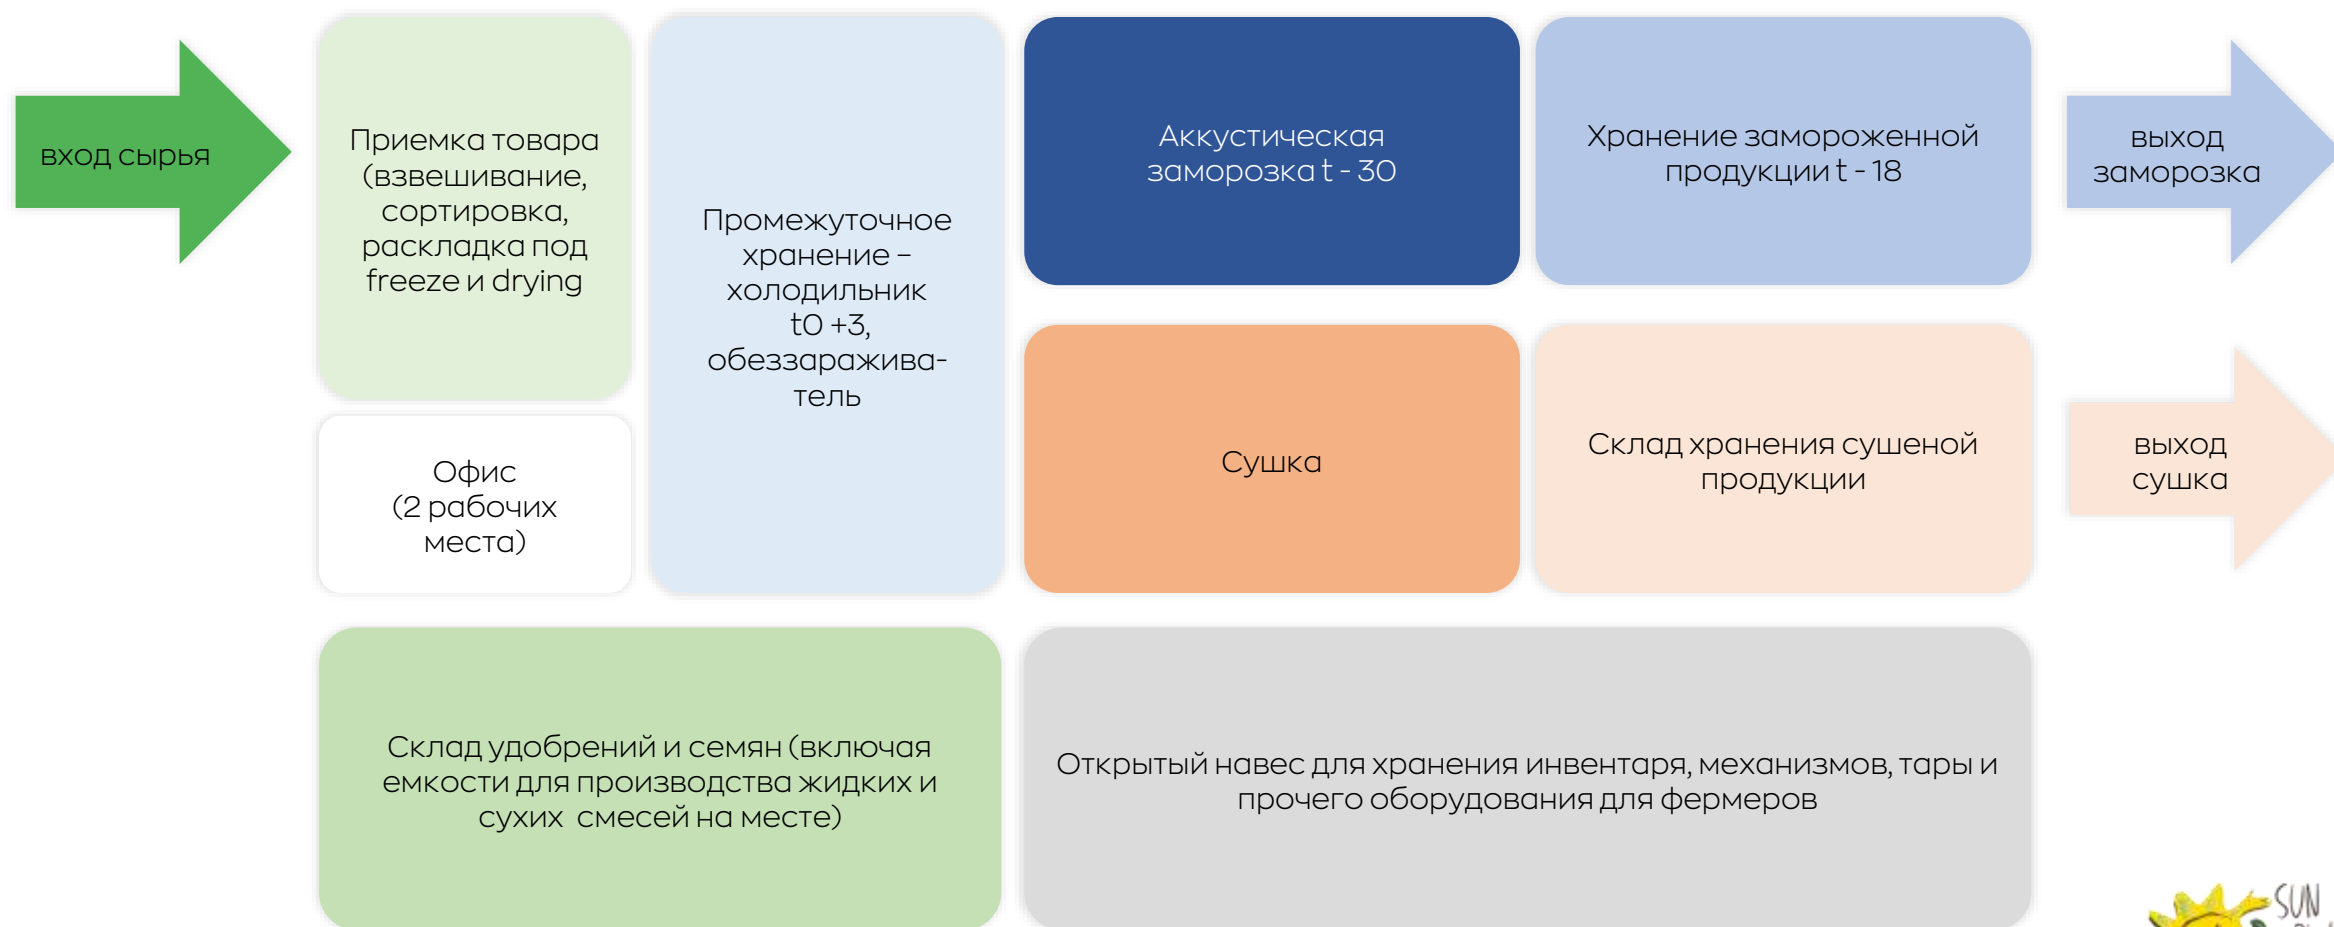 вход сырья
Приемка товара
(взвешивание,
сортировка,
раскладка под
freeze и drying
Промежуточное
хранение –
холодильник
t0 +3,
обеззаражива-
тель
Аккустическая
заморозка t - 30
Хранение замороженной
продукции t - 18
выход
заморозка
Офис
(2 рабочих
места)
Сушка
Склад хранения сушеной
продукции
выход
сушка
Склад удобрений и семян (включая
емкости для производства жидких и
сухих смесей на месте)
Открытый навес для хранения инвентаря, механизмов, тары и
прочего оборудования для фермеров
SUN